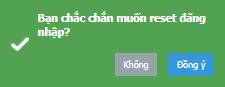 Bạn chắc chắn muốn reset đăng
nhập?
Không
Đồng ý